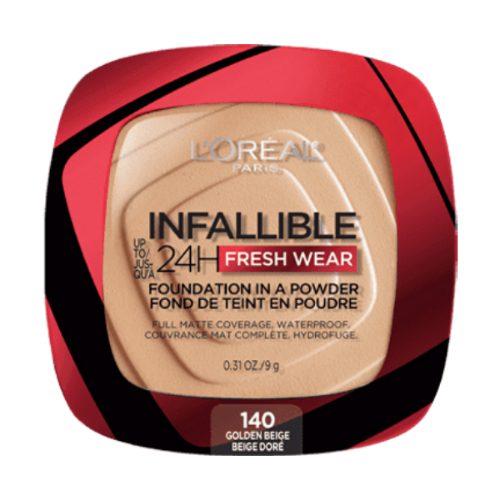 L'ORÉAL
PARIS
INFALLIBLE
UP TO/ JUSQU'À
24H FRESH WEAR
FOUNDATION IN A POWDER
FOND DE TEINT EN POUDRE
FULL MATTE COVERAGE. WATERPROOF.
COUVRANCE MAT COMPLÈTE. HYDROFUGE.
0.31 OZ./9 g
140
GOLDEN BEIGE
BEIGE DORÉ